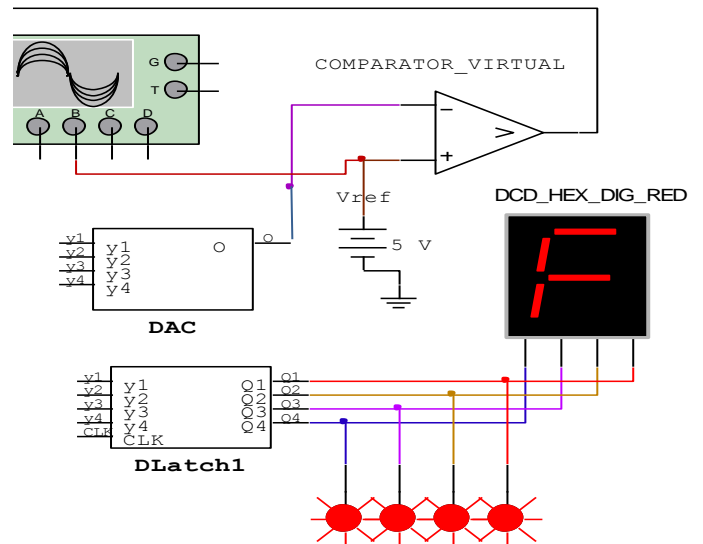 G
COMPARATOR_VIRTUAL
T
A B C D
>
Vref
DCD_HEX_DIG_RED
y1 y1 O O
y2 y2
y3 y3
y4 y4
5 V
F
DAC
y1 y1 Q1 Q1
y2 y2 Q2 Q2
y3 y3 Q3 Q3
y4 y4 Q4 Q4
CLK CLK
DLatch1